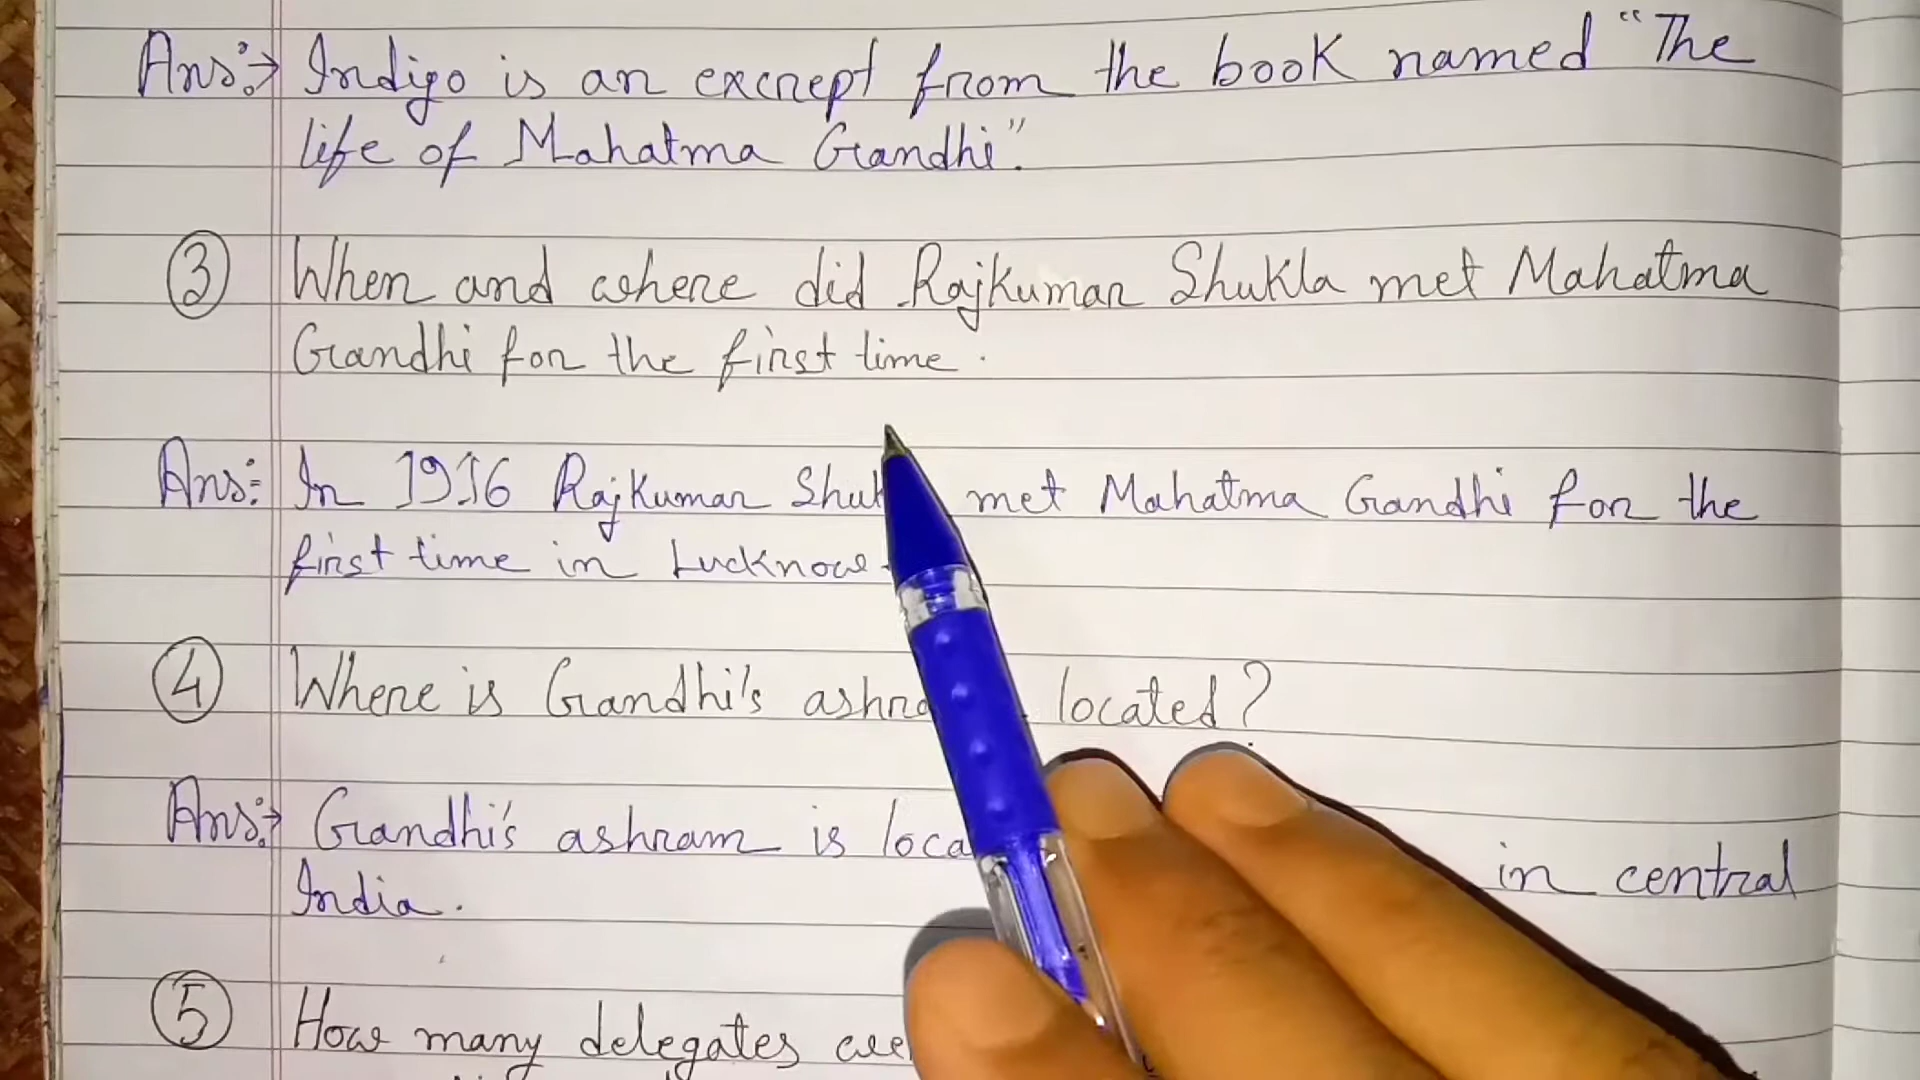 Ans:→ Indigo is an excrept from the book named “The
life of Mahatma Gandhi”.
③ When and where did Rajkumar Shukla met Mahatma
Gandhi for the first time.
Ans:- In 1916 Rajkumar met Mahatma Gandhi for the
first time in Lucknow.
④ Where is Gandhi's located?
Ans:→ Gandhi's ashram is in central
India.
⑤ How many delegates